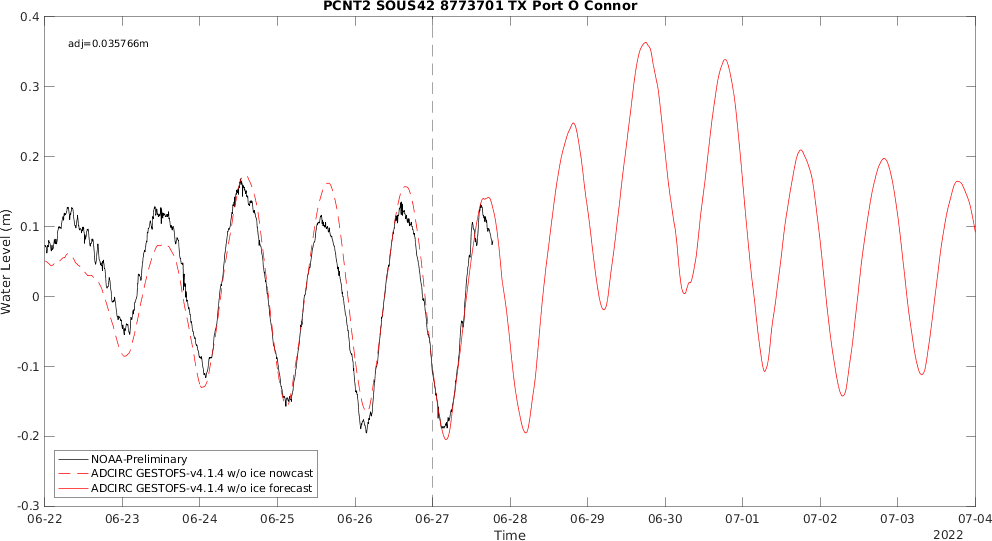 PCNT2 SOUS42 8773701 TX Port O Connor
adj=0.035766m
0.4
0.3
0.2
0.1
0
-0.1
-0.2
-0.3
Water Level (m)
NOAA-Preliminary
ADCIRC GESTOFS-v4.1.4 w/o ice nowcast
ADCIRC GESTOFS-v4.1.4 w/o ice forecast
06-22 06-23 06-24 06-25 06-26 06-27 06-28 06-29 06-30 07-01 07-02 07-03 07-04
Time
2022